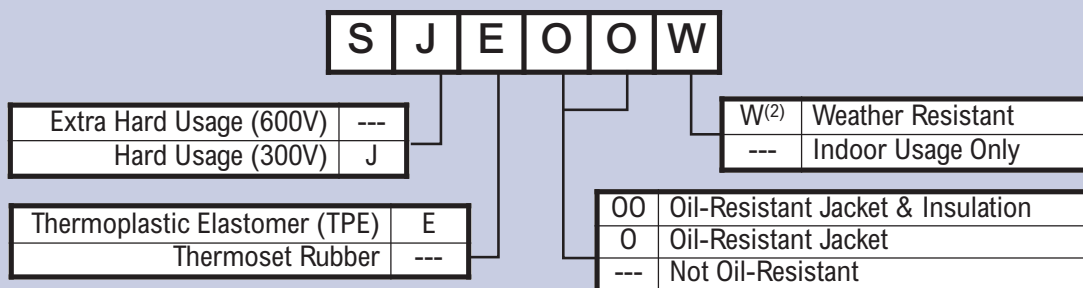 S J E O O W
Extra Hard Usage (600V) ---
Hard Usage (300V) J
W(2) Weather Resistant
--- Indoor Usage Only
Thermoplastic Elastomer (TPE) E
Thermoset Rubber ---
OO Oil-Resistant Jacket & Insulation
O Oil-Resistant Jacket
--- Not Oil-Resistant